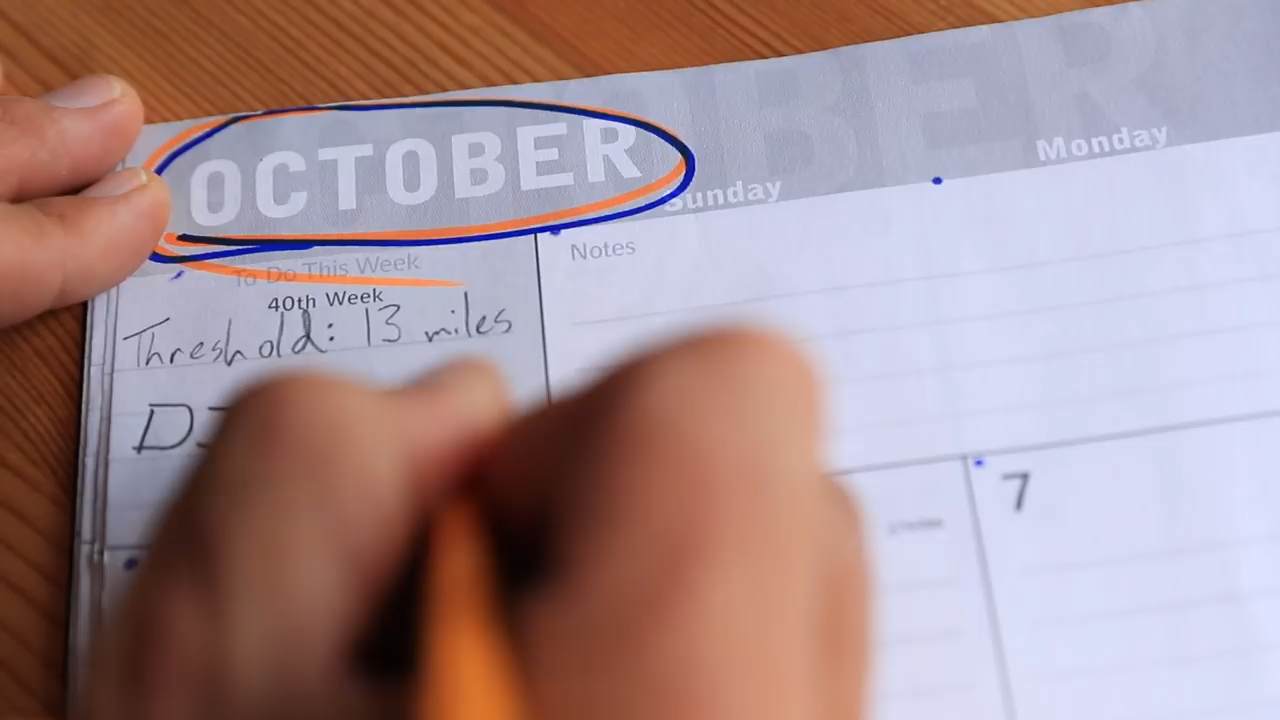 OCTOBER
Sunday
Monday
To Do This Week
40th Week
Notes
Threshold: 13 miles
7